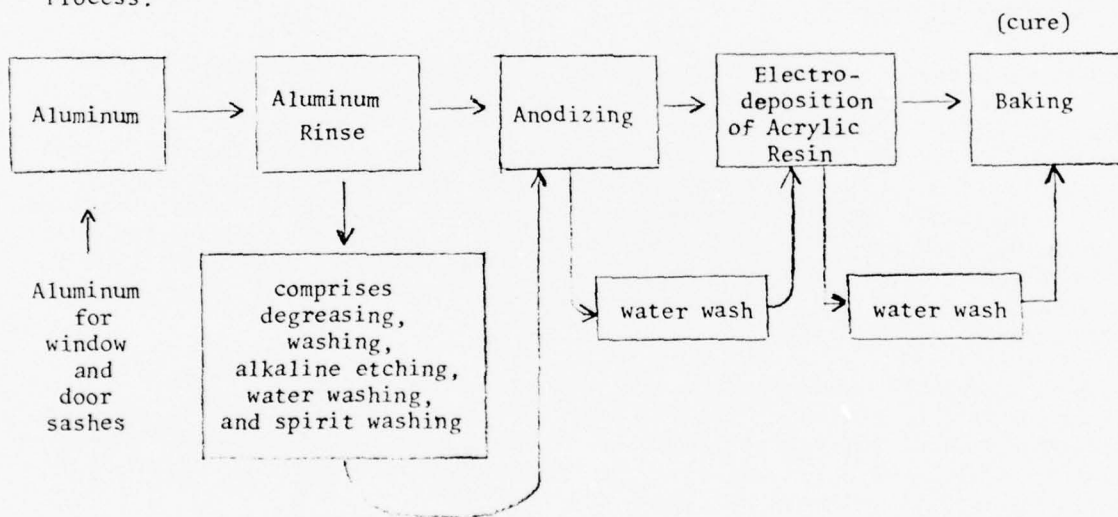 Process:
(cure)
Aluminum
Aluminum
Rinse
Anodizing
Electro-
deposition
of Acrylic
Resin
Baking
Aluminum
for
window
and
door
sashes
comprises
degreasing,
washing,
alkaline etching,
water washing,
and spirit washing
water wash
water wash